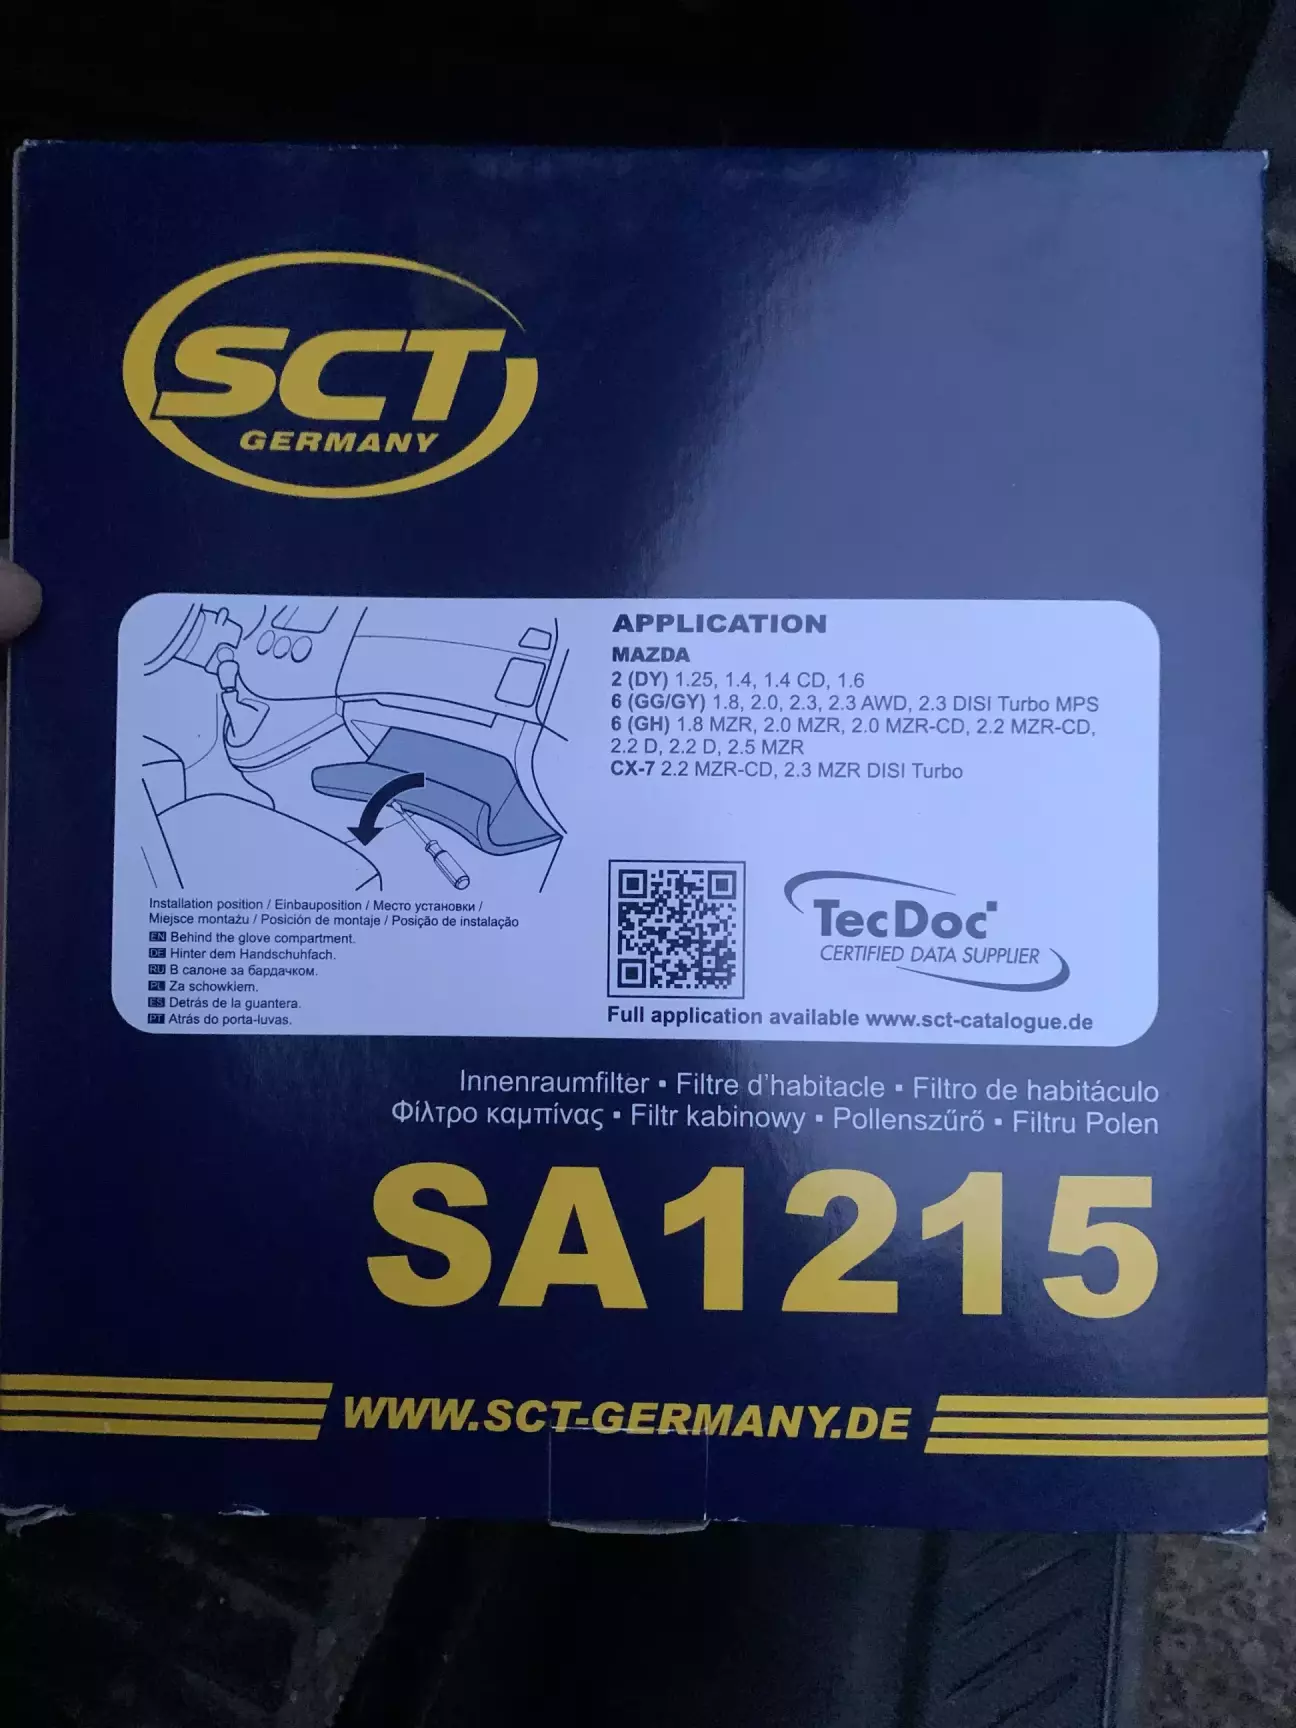 SCT
GERMANY
APPLICATION
MAZDA
2 (DY) 1.25, 1.4, 1.4 CD, 1.6
6 (GG/GY) 1.8, 2.0, 2.3, 2.3 AWD, 2.3 DISI Turbo MPS
6 (GH) 1.8 MZR, 2.0 MZR, 2.0 MZR-CD, 2.2 MZR-CD,
2.2 D, 2.2 D, 2.5 MZR
CX-7 2.2 MZR-CD, 2.3 MZR DISI Turbo
Installation position / Einbauposition / Место установки /
Miejsce montażu / Posición de montaje / Posição de instalação
EN Behind the glove compartment.
DE Hinter dem Handschuhfach.
RU В салоне за бардачком.
PL Za schowkiem.
ES Detrás de la guantera.
PT Atrás do porta-luvas.
TecDoc
CERTIFIED DATA SUPPLIER
Full application available www.sct-catalogue.de
Innenraumfilter ▪ Filtre d'habitacle ▪ Filtro de habitáculo
Φίλτρο καμπίνας ▪ Filtr kabinowy ▪ Pollenszűrő ▪ Filtru Polen
SA1215
WWW.SCT-GERMANY.DE